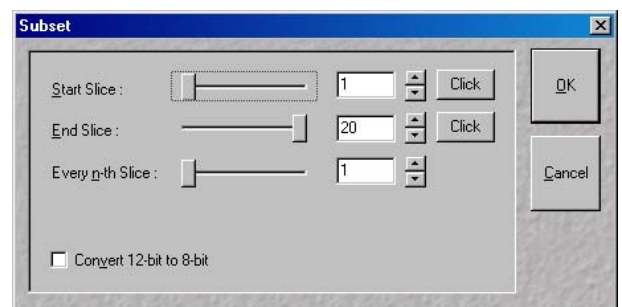 Subset
Start Slice : 1 Click
End Slice : 20 Click
Every n-th Slice : 1
Convert 12-bit to 8-bit
OK
Cancel